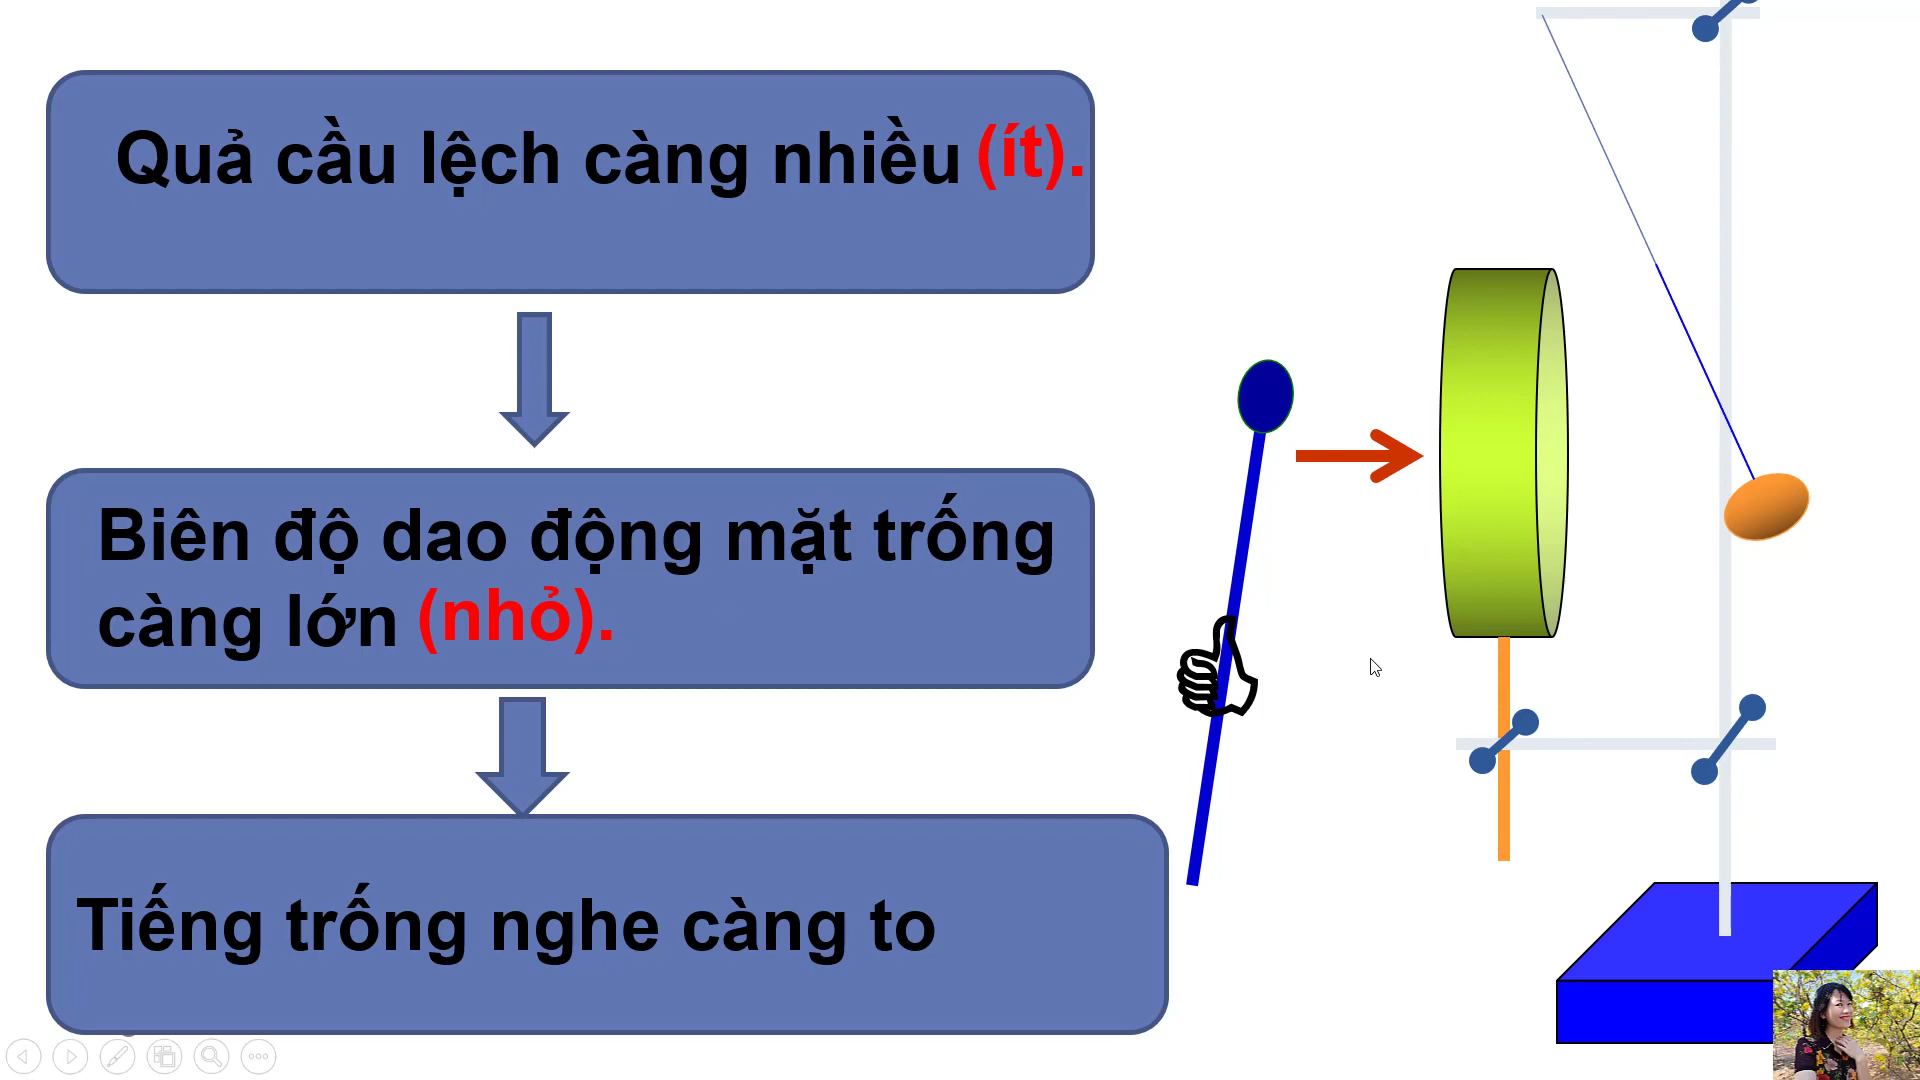 Quả cầu lệch càng nhiều (ít).
Biên độ dao động mặt trống
càng lớn (nhỏ).
Tiếng trống nghe càng to